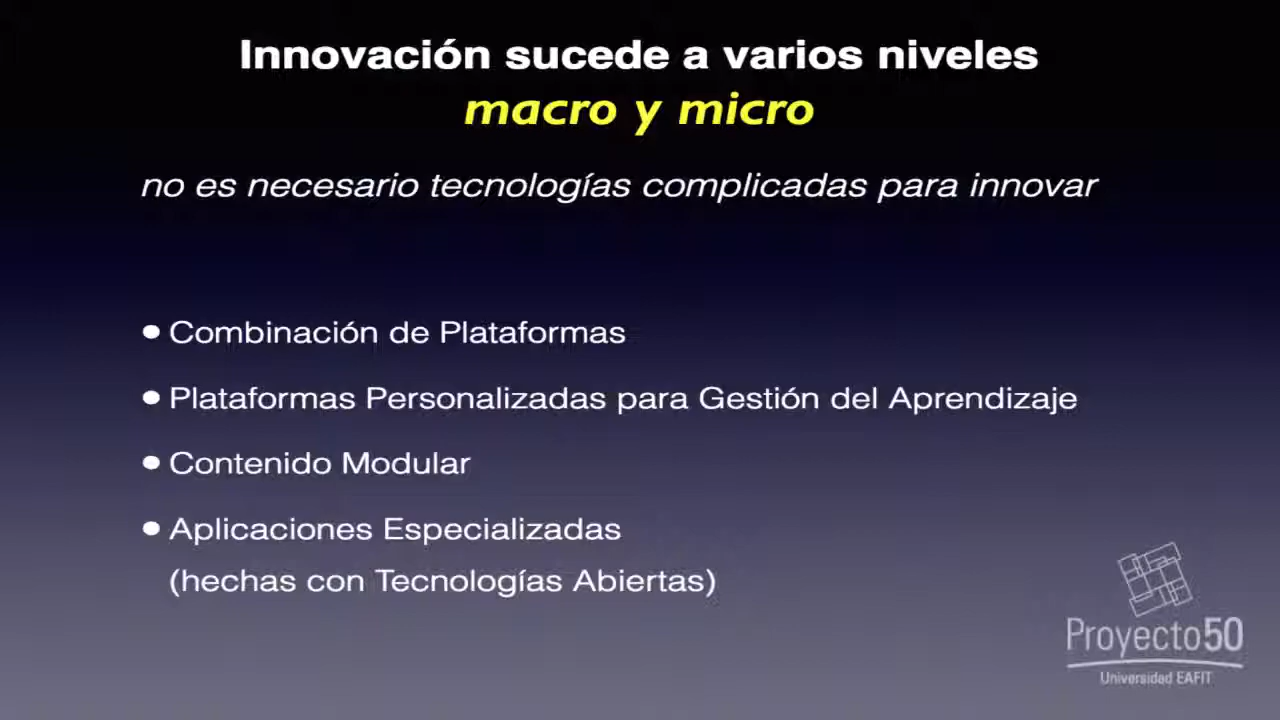 Innovación sucede a varios niveles
macro y micro
no es necesario tecnologías complicadas para innovar
• Combinación de Plataformas
• Plataformas Personalizadas para Gestión del Aprendizaje
• Contenido Modular
• Aplicaciones Especializadas
(hechas con Tecnologías Abiertas)
Proyecto50
Universidad EAFIT